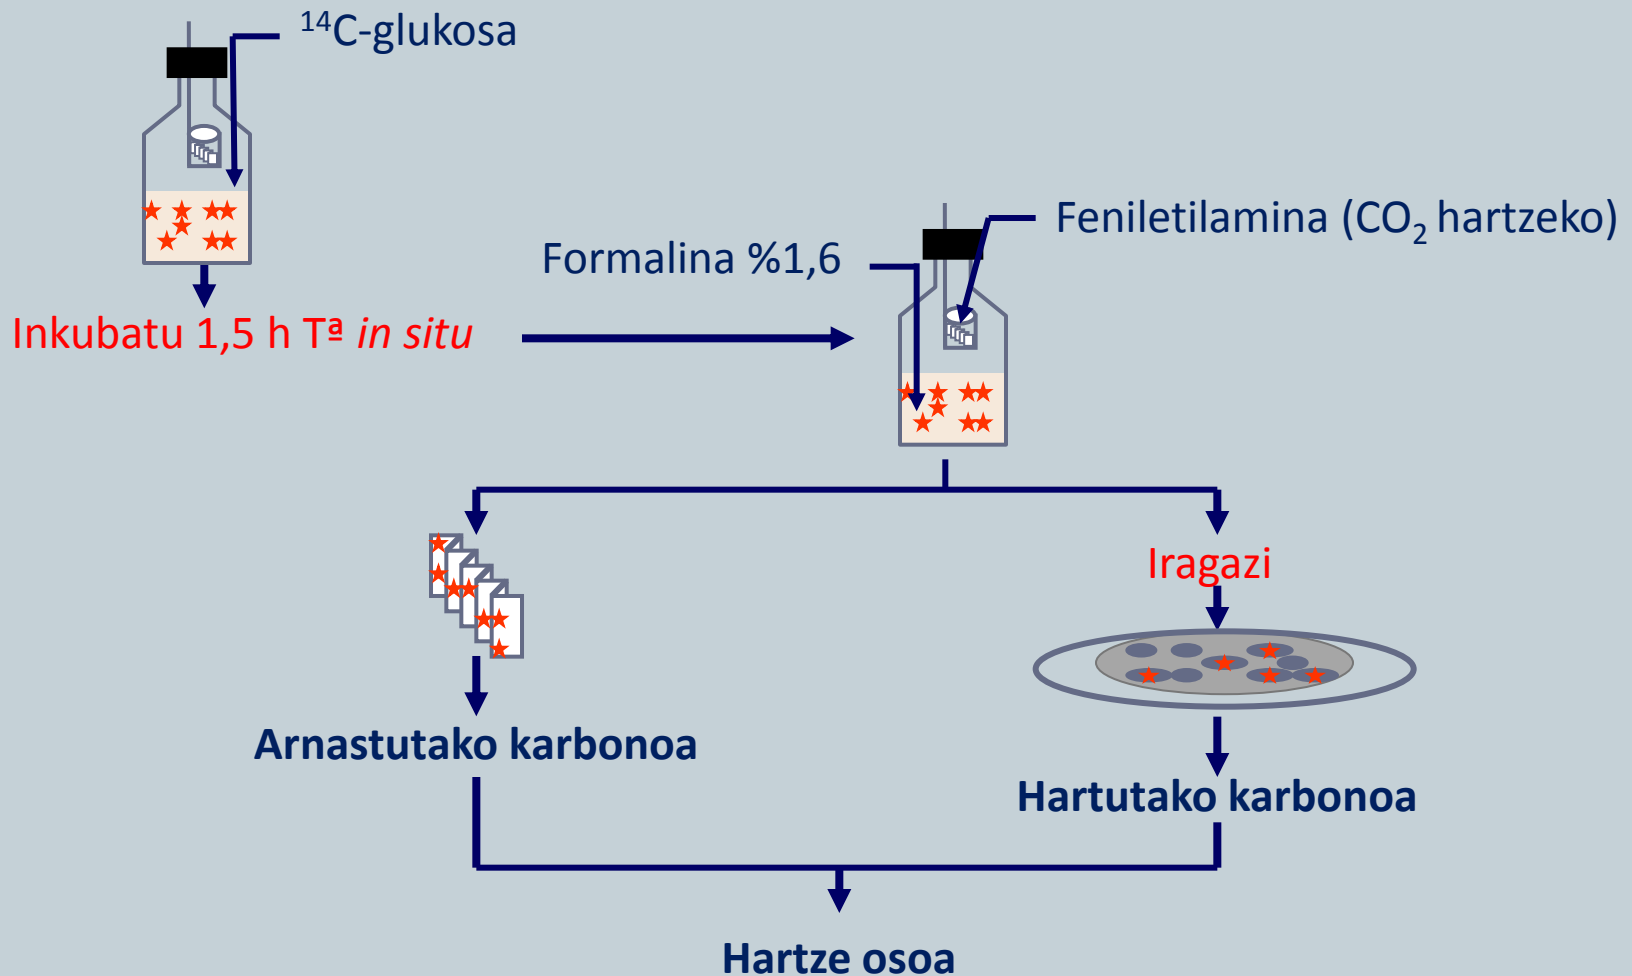 ¹⁴C-glukosa
Feniletilamina (CO₂ hartzeko)
Formalina %1,6
Inkubatu 1,5 h Tª in situ
Iragazi
Arnastutako karbonoa
Hartutako karbonoa
Hartze osoa